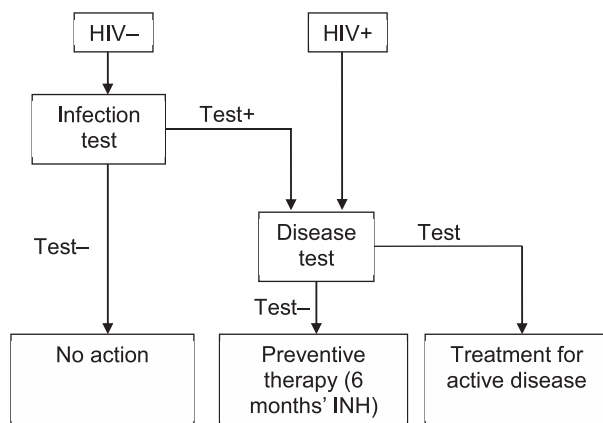 HIV–
HIV+
Infection
test
Test+
Test–
Disease
test
Test
Test–
No action
Preventive
therapy (6
months’ INH)
Treatment for
active disease